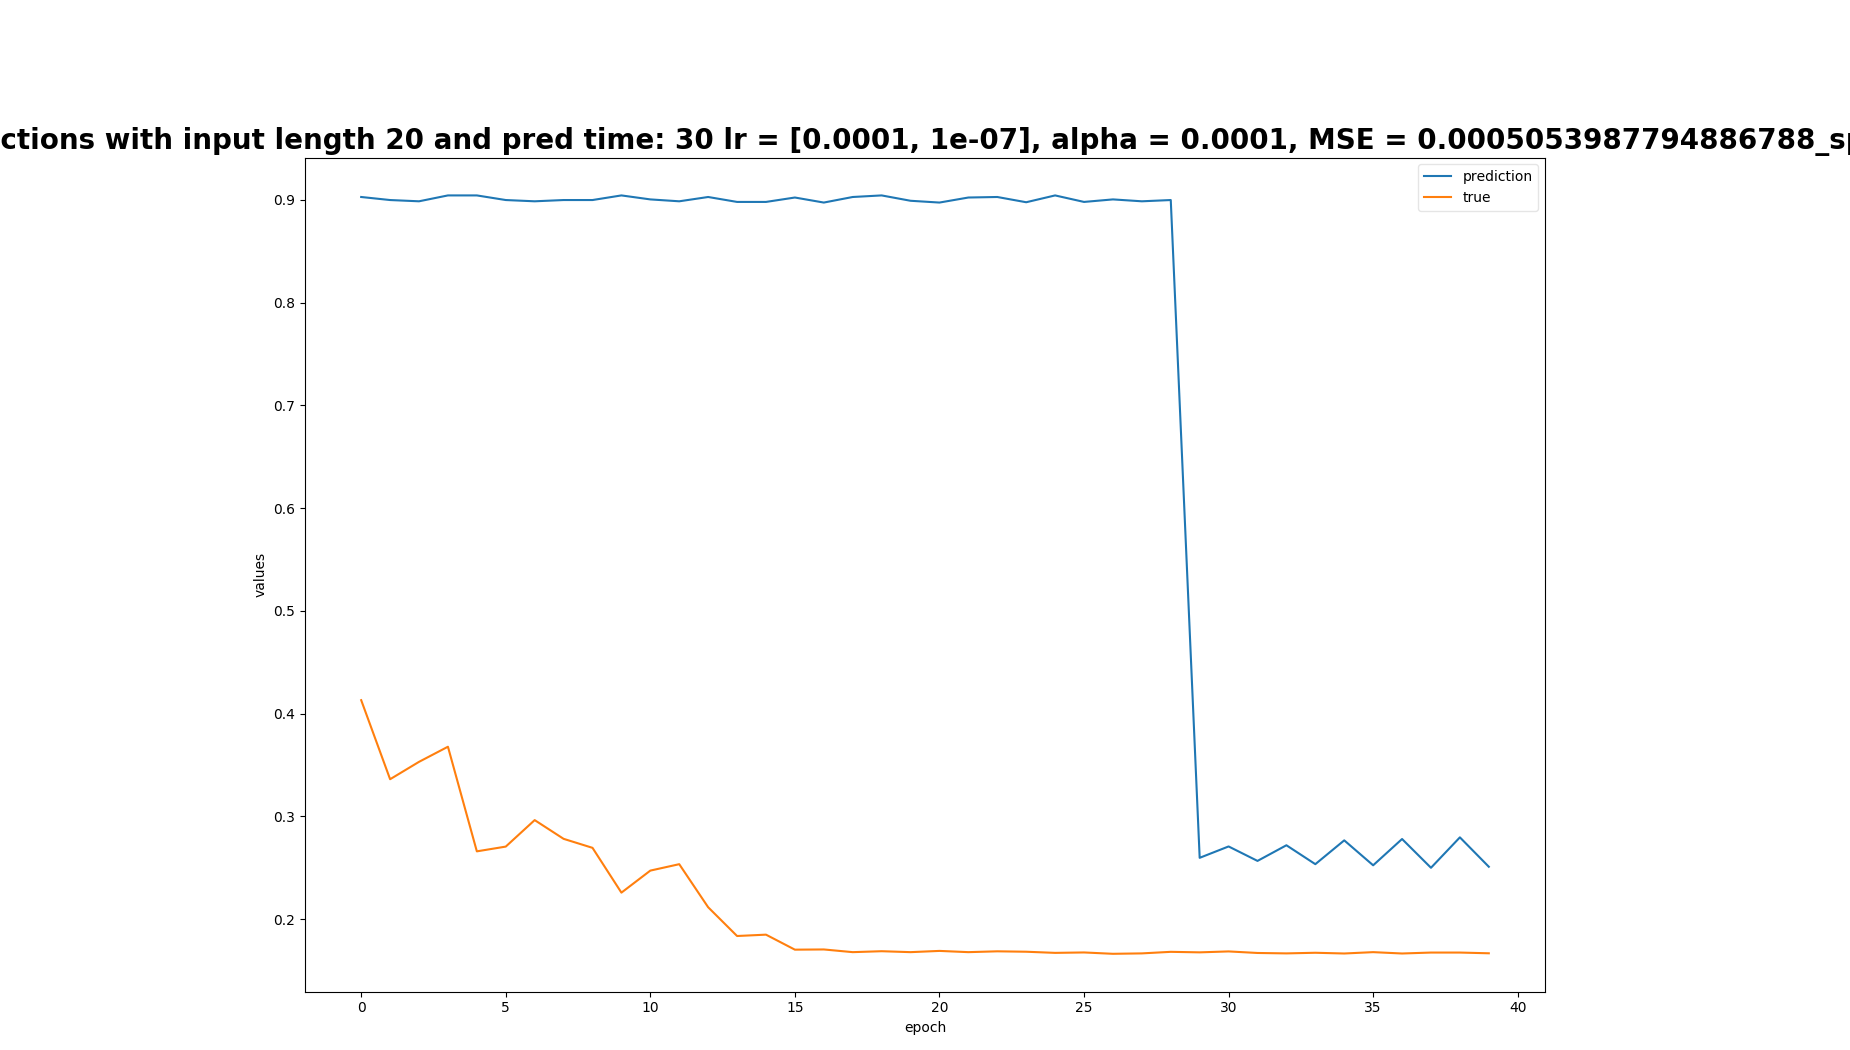 ctions with input length 20 and pred time: 30 lr = [0.0001, 1e-07], alpha = 0.0001, MSE = 0.0005053987794886788_sp
prediction
true
0.9
0.8
0.7
0.6
0.5
0.4
0.3
0.2
values
0 5 10 15 20 25 30 35 40
epoch